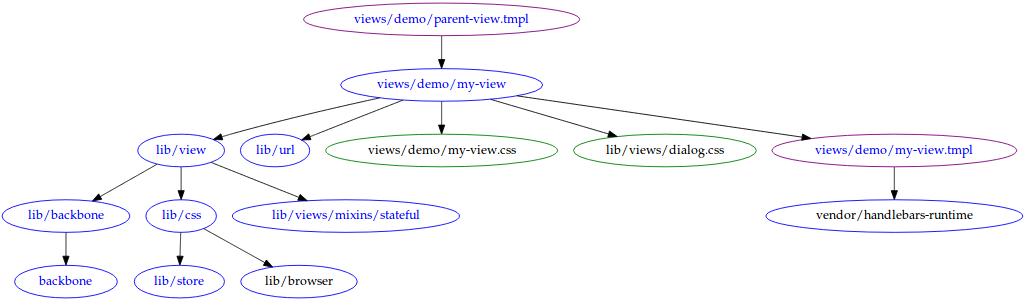 views/demo/parent-view.tmpl
views/demo/my-view
lib/view
lib/url
views/demo/my-view.css
lib/views/dialog.css
views/demo/my-view.tmpl
lib/backbone
lib/css
lib/views/mixins/stateful
vendor/handlebars-runtime
backbone
lib/store
lib/browser